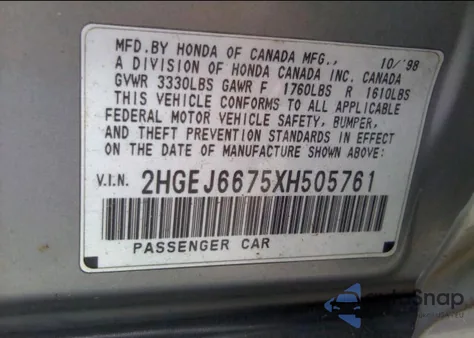 MFD.BY HONDA OF CANADA MFG., 10/'98
A DIVISION OF HONDA CANADA INC. CANADA
GVWR 3330LBS GAWR F 1760LBS R 1610LBS
THIS VEHICLE CONFORMS TO ALL APPLICABLE
FEDERAL MOTOR VEHICLE SAFETY, BUMPER,
AND THEFT PREVENTION STANDARDS IN EFFECT
ON THE DATE OF MANUFACTURE SHOWN ABOVE:
V.I.N. 2HGEJ6675XH505761
PASSENGER CAR
autoSnap